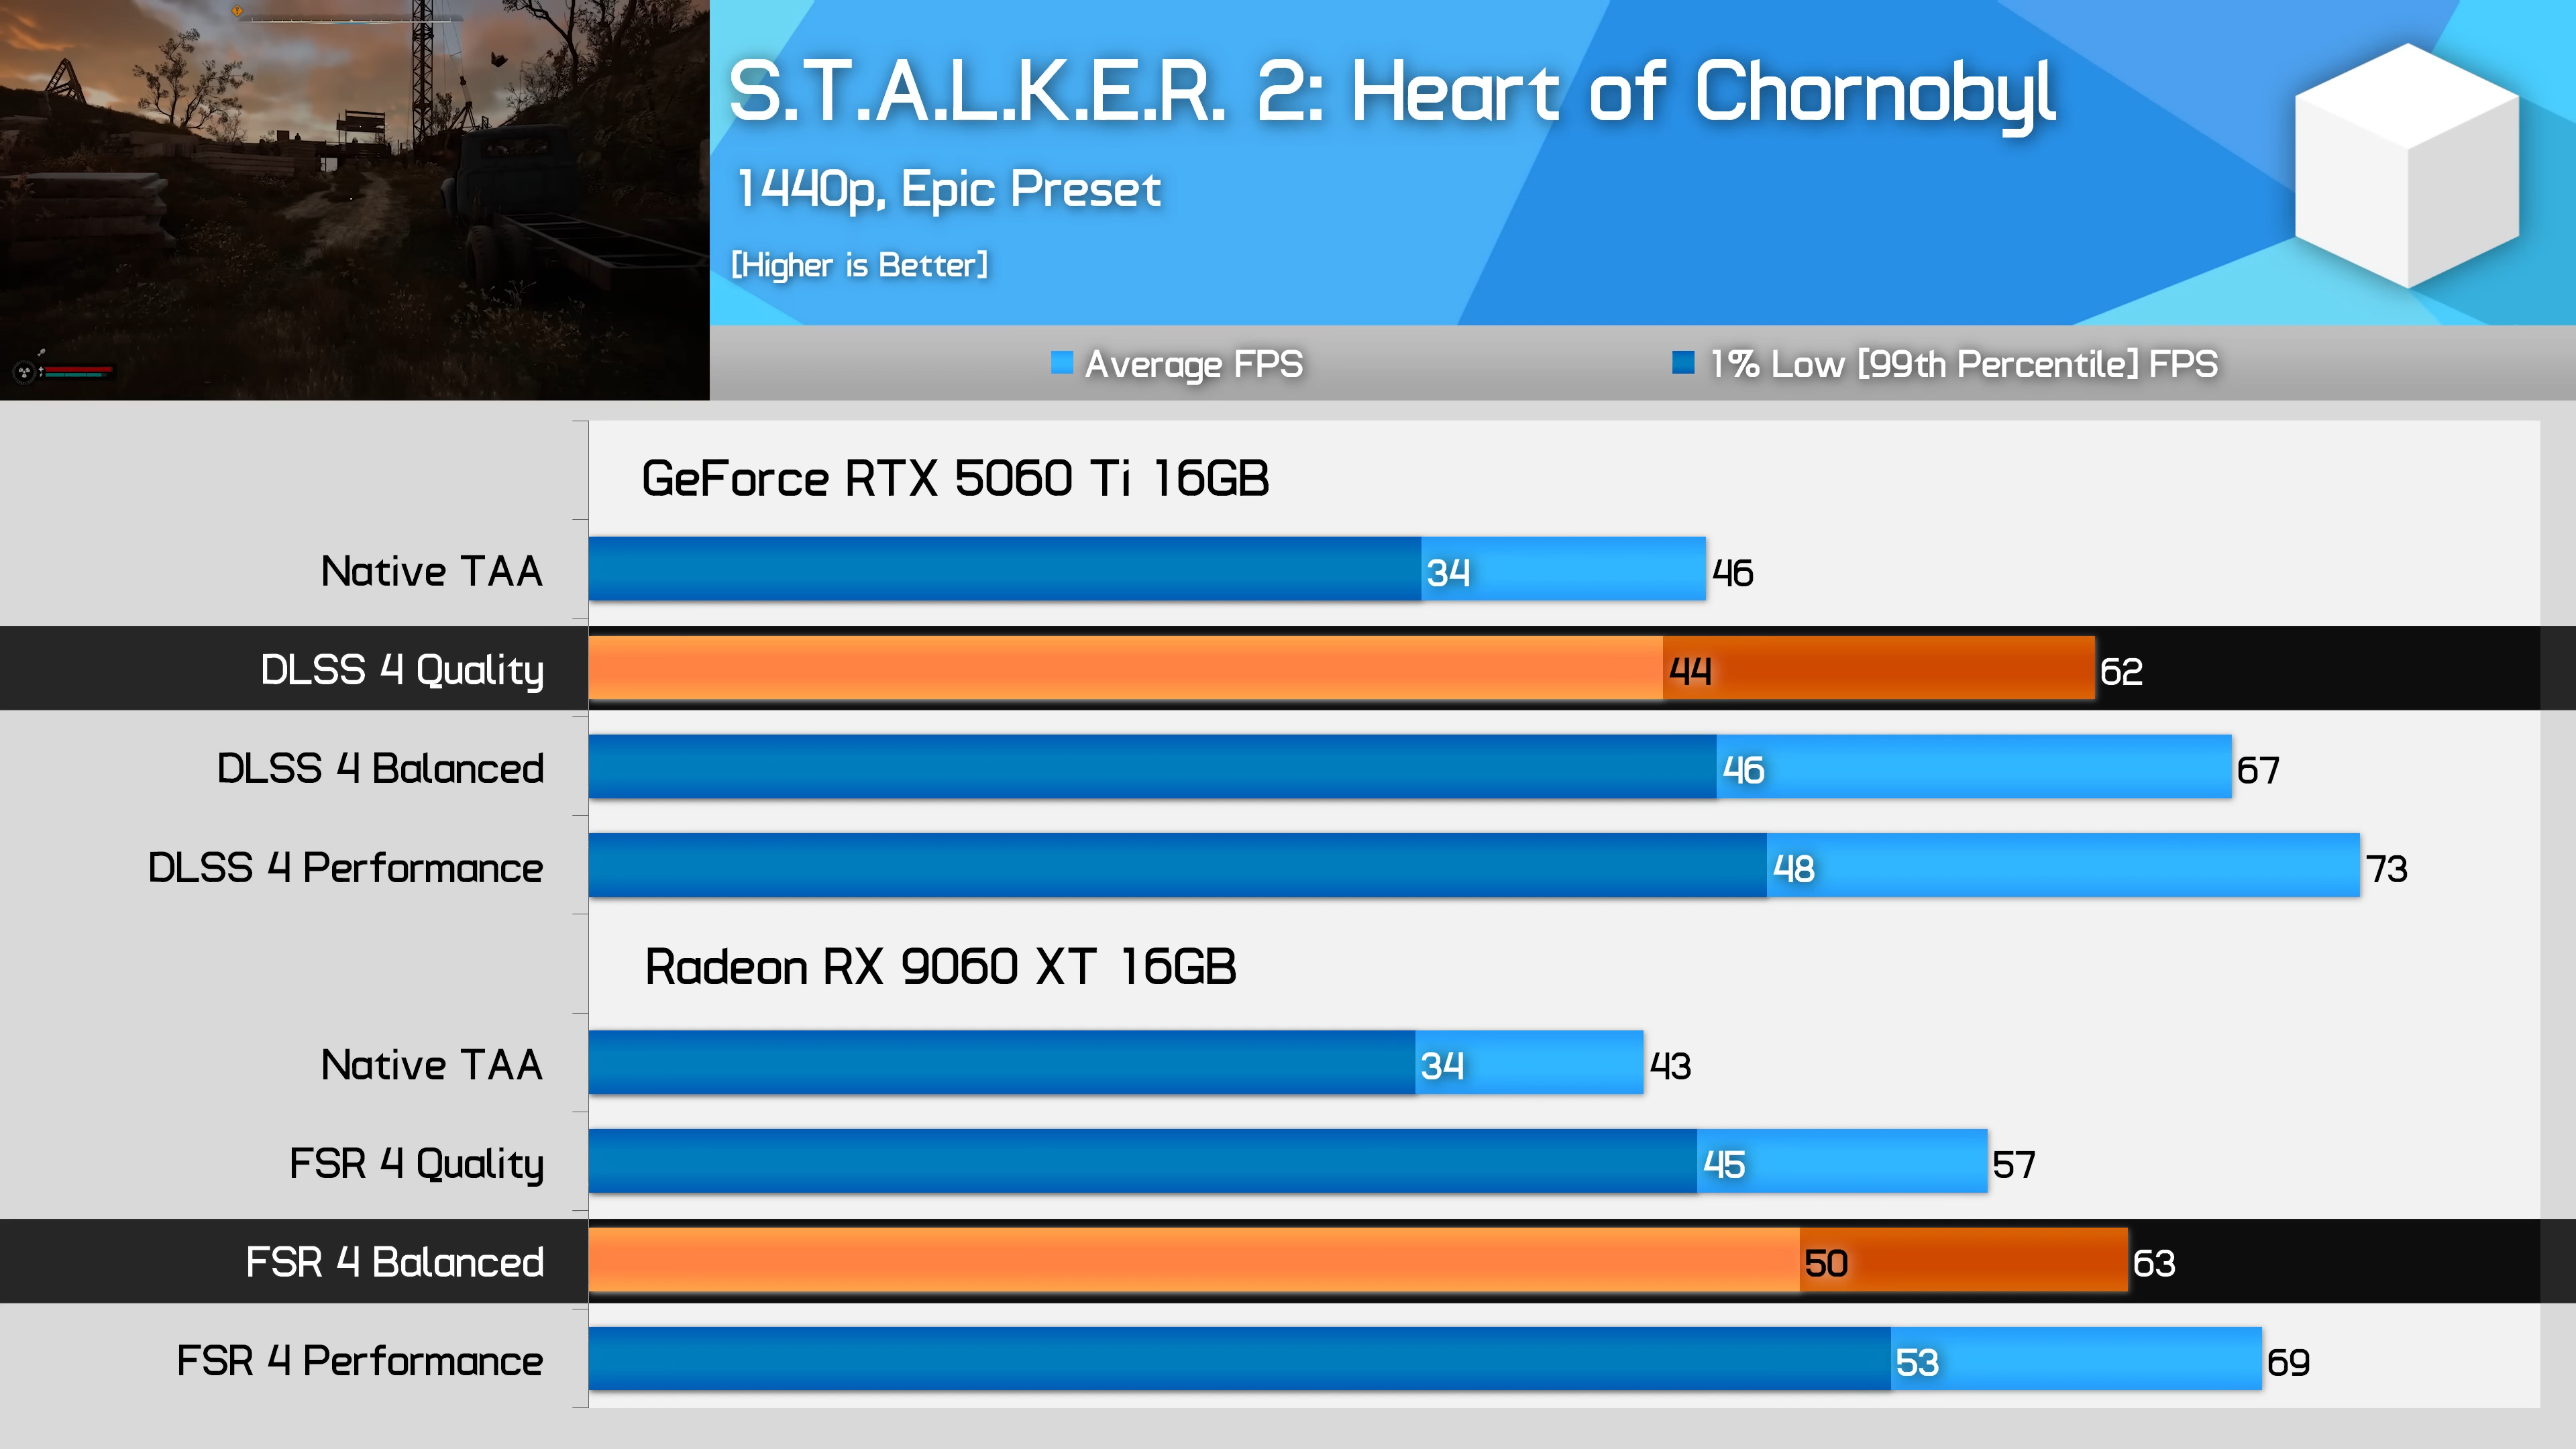 S.T.A.L.K.E.R. 2: Heart of Chornobyl
1440p, Epic Preset
[Higher is Better]
Average FPS
1% Low [99th Percentile] FPS
GeForce RTX 5060 Ti 16GB
Native TAA 34 46
DLSS 4 Quality 44 62
DLSS 4 Balanced 46 67
DLSS 4 Performance 48 73
Radeon RX 9060 XT 16GB
Native TAA 34 43
FSR 4 Quality 45 57
FSR 4 Balanced 50 63
FSR 4 Performance 53 69